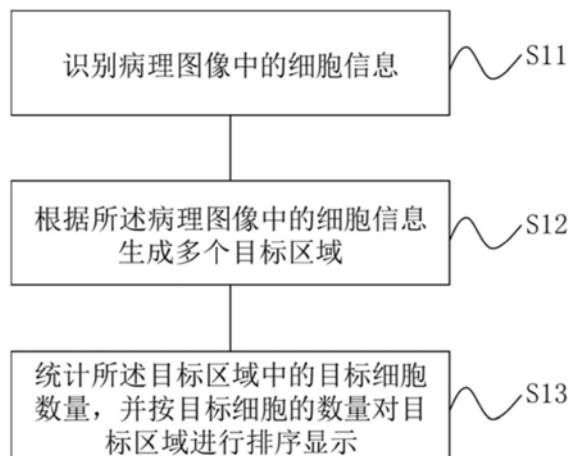 识别病理图像中的细胞信息
S11
根据所述病理图像中的细胞信息
生成多个目标区域
S12
统计所述目标区域中的目标细胞
数量，并按目标细胞的数量对目
标区域进行排序显示
S13